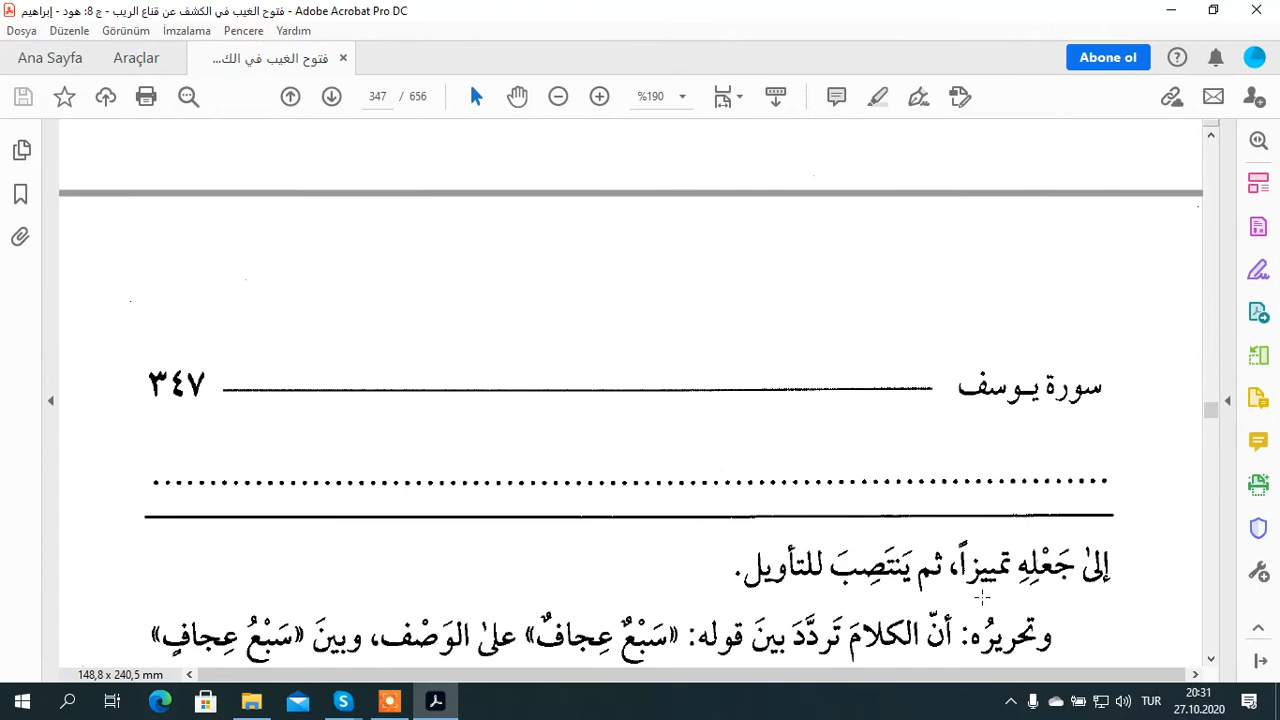 فتوح الغيب في الكشف عن قناع الريب - ج 8: هود - إبراهيم - Adobe Acrobat Pro DC
Dosya Düzenle Görünüm İmzalama Pencere Yardım
Ana Sayfa Araçlar فتوح الغيب في الك... × Abone ol
347 / 656 %190
سورة يـوسف ٣٤٧
إلىٰ جَعْلِهِ تمييزاً، ثم يَنتَصِبَ للتأويل.
وتحريرُه: أنّ الكلامَ تَردَّدَ بينَ قوله: «سَبْعٌ عِجافٌ» علىٰ الوَصْف، وبينَ «سَبْعُ عِجافٍ»
148,8 x 240,5 mm
TUR 20:31
27.10.2020